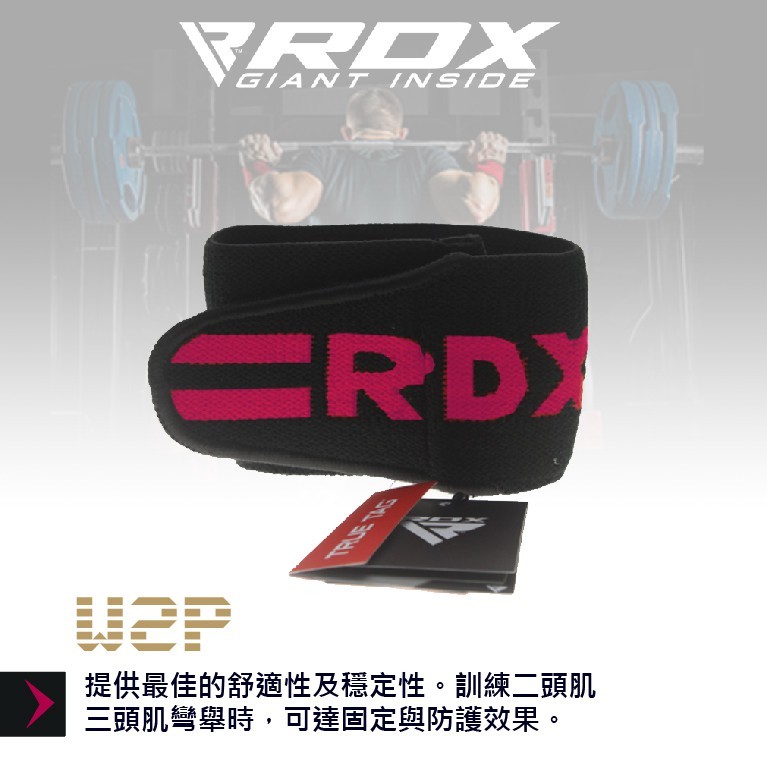 RDX
GIANT INSIDE
RDX
TRUE TAG
RDX
W2P
提供最佳的舒適性及穩定性。訓練二頭肌
三頭肌彎舉時，可達固定與防護效果。